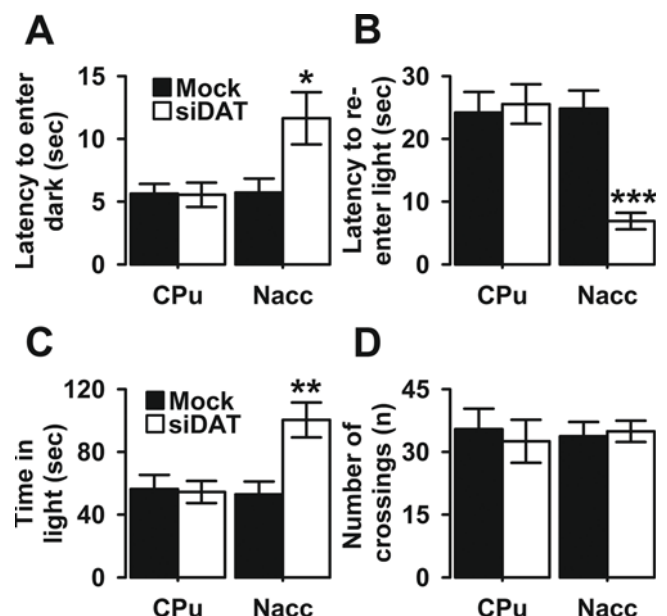 A
Latency to enter
dark (sec)
15
10
5
0
Mock
siDAT
*
CPu
Nacc
B
Latency to re-
enter light (sec)
30
20
10
0
***
CPu
Nacc
C
Time in
light (sec)
120
80
40
0
Mock
siDAT
**
CPu
Nacc
D
Number of
crossings (n)
45
30
15
0
CPu
Nacc